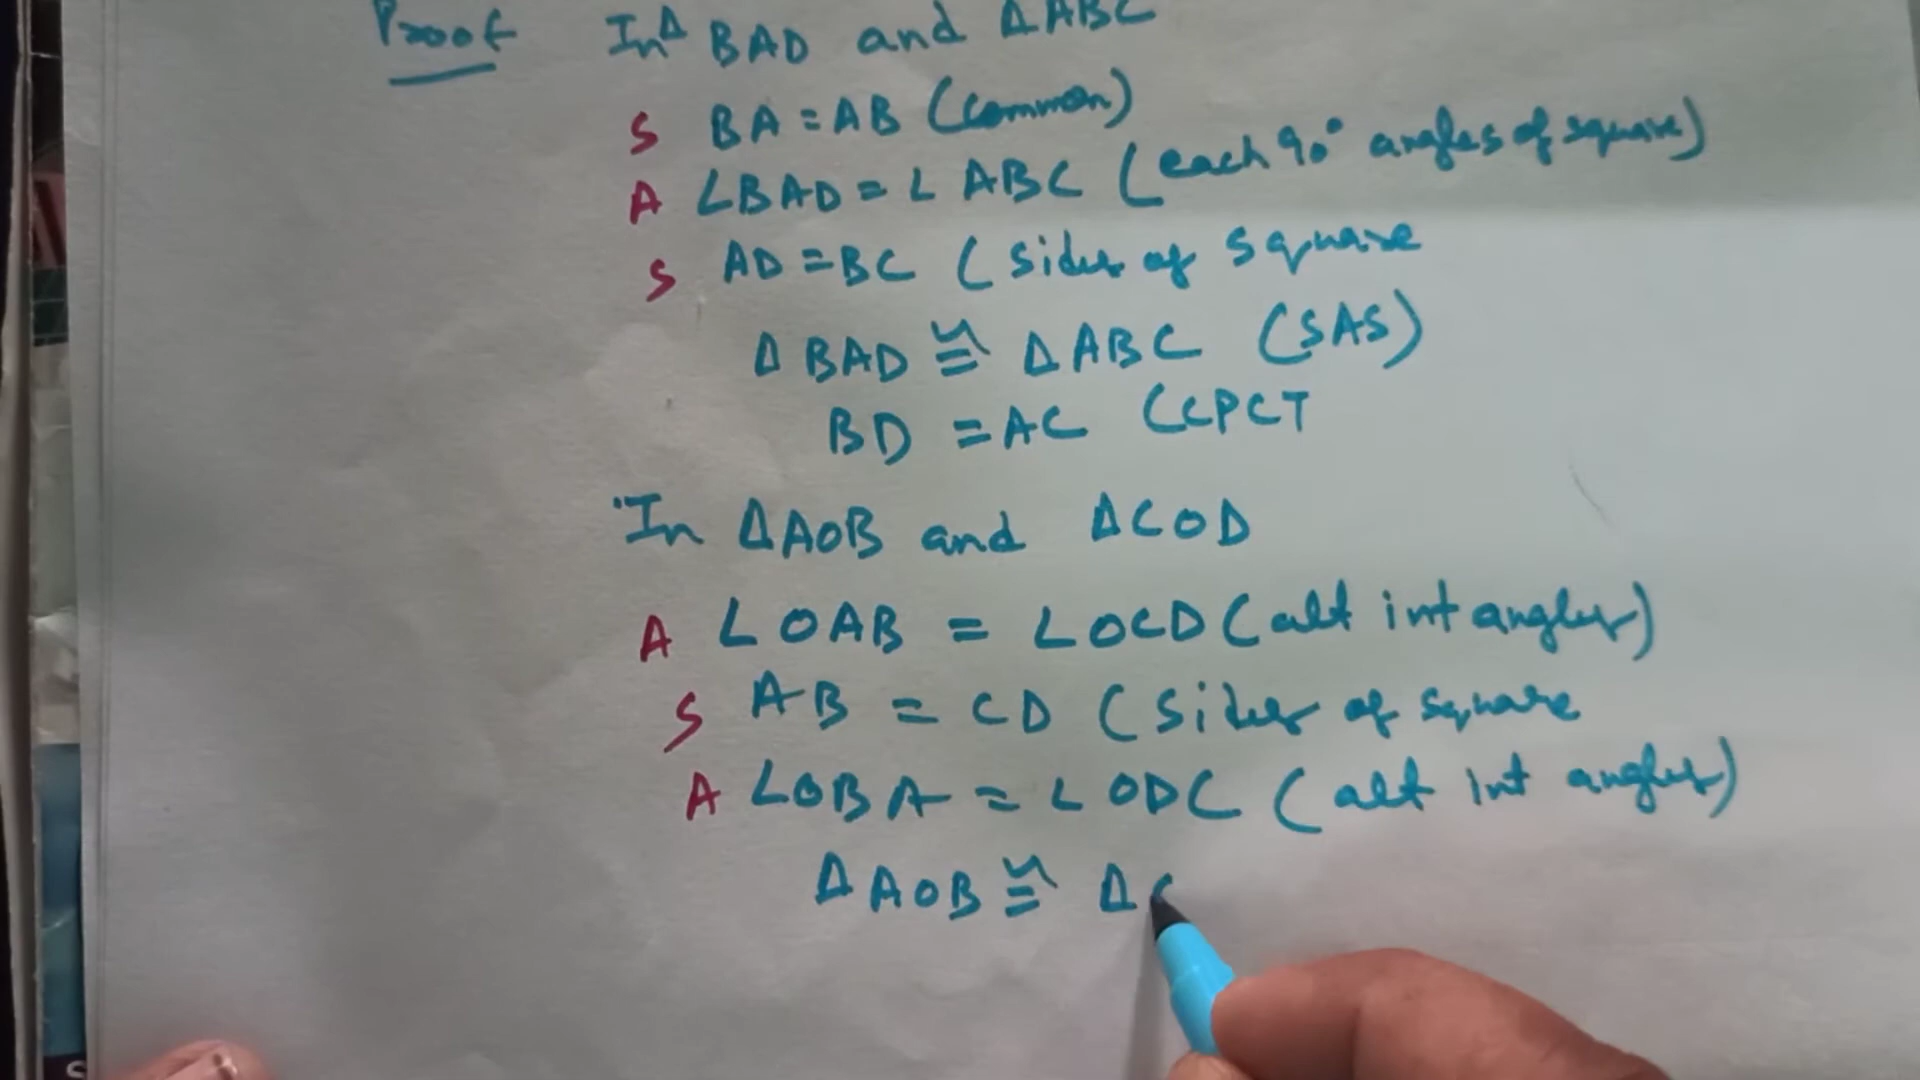 Proof In Δ BAD and Δ ABC
S BA = AB (common)
A ∠BAD = ∠ABC (each 90° angles of square)
S AD = BC (sides of square
Δ BAD ≅ Δ ABC (SAS)
BD = AC (CPCT
In Δ AOB and Δ COD
A ∠OAB = ∠OCD (alt int angles)
S AB = CD (sides of square
A ∠OBA = ∠ODC (alt int angles)
Δ AOB ≅ Δ C